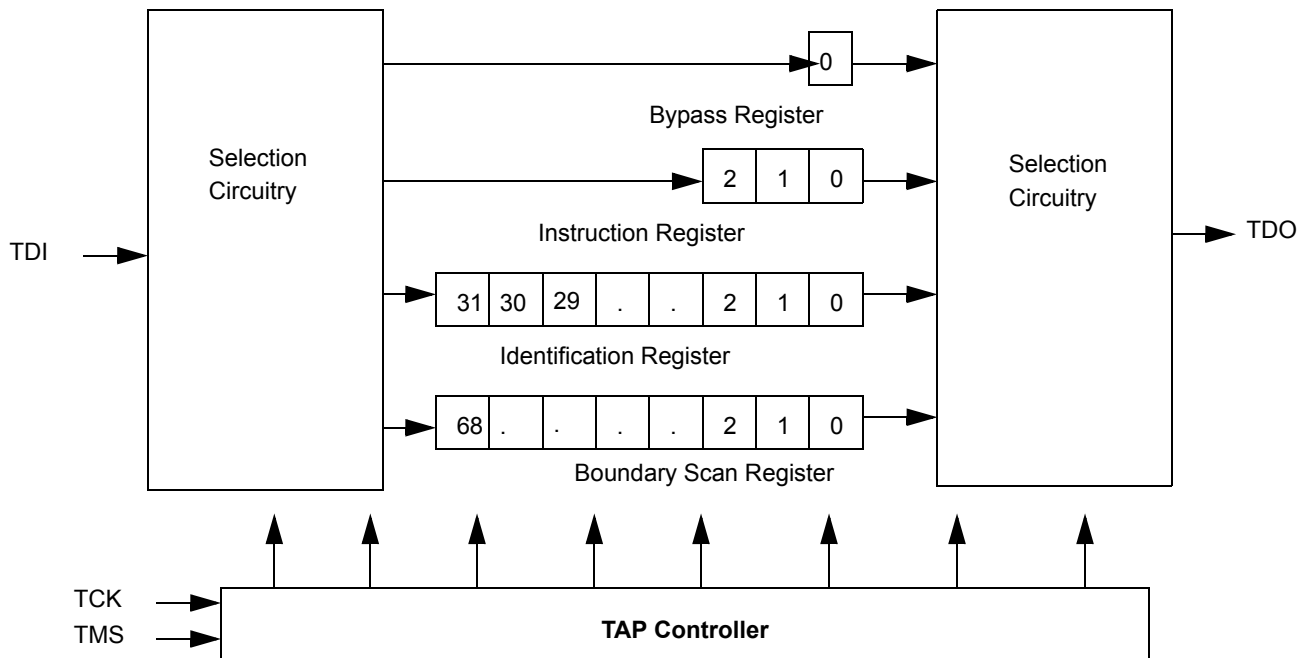 0
Bypass Register
Selection
Circuitry
Selection
Circuitry
2 1 0
Instruction Register
TDI
TDO
31 30 29 . . 2 1 0
Identification Register
68 . . . . 2 1 0
Boundary Scan Register
TCK
TMS
TAP Controller